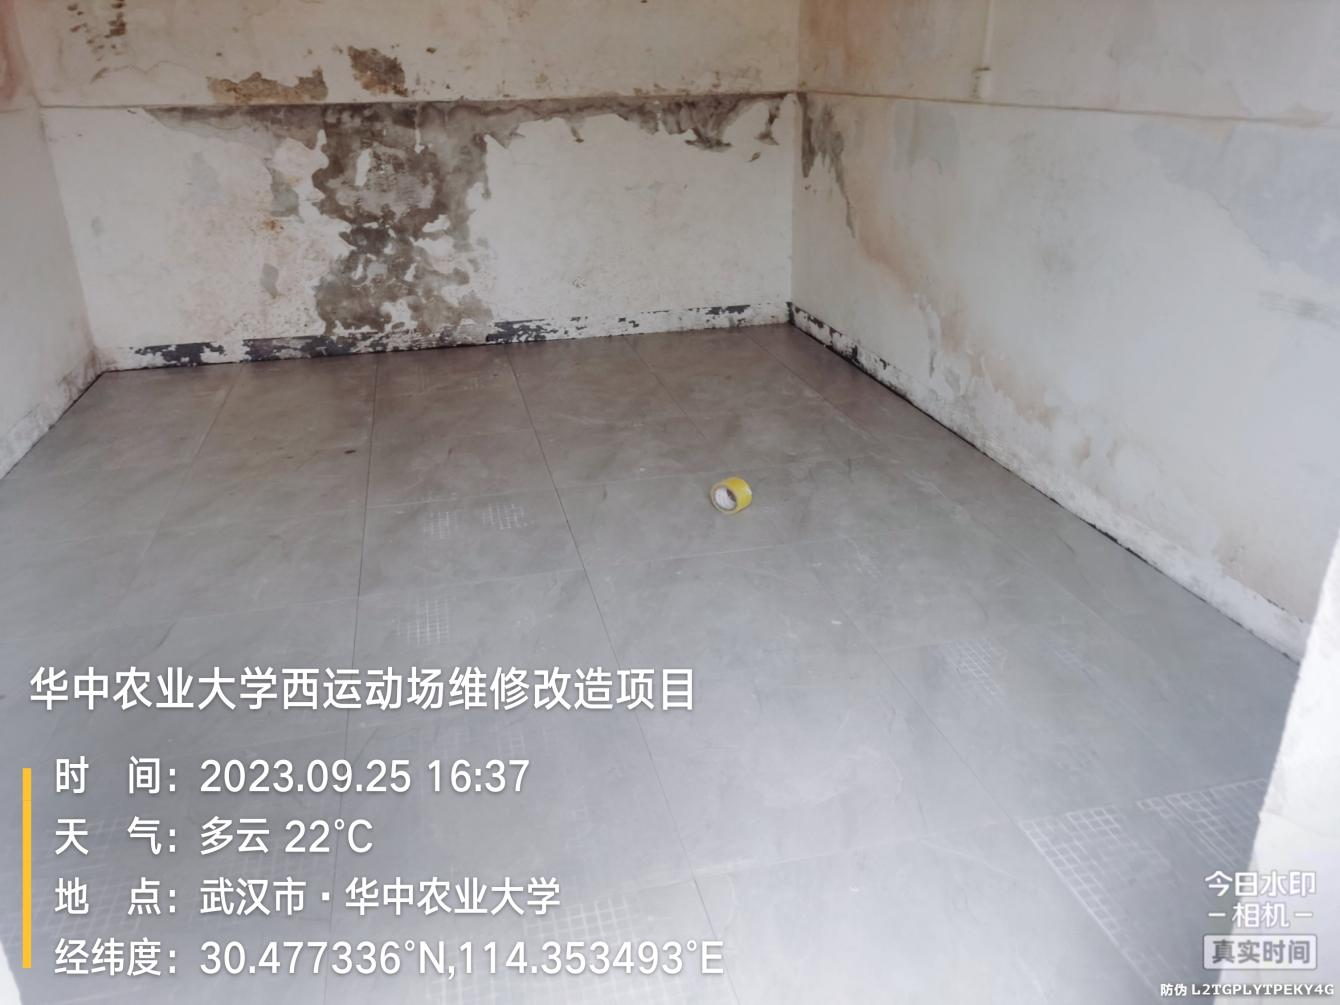 华中农业大学西运动场维修改造项目
时 间：2023.09.25 16:37
天 气：多云 22°C
地 点：武汉市·华中农业大学
经纬度：30.477336°N,114.353493°E
今日水印
-相机-
真实时间
防伪 L2TGPLYTPEKY4G